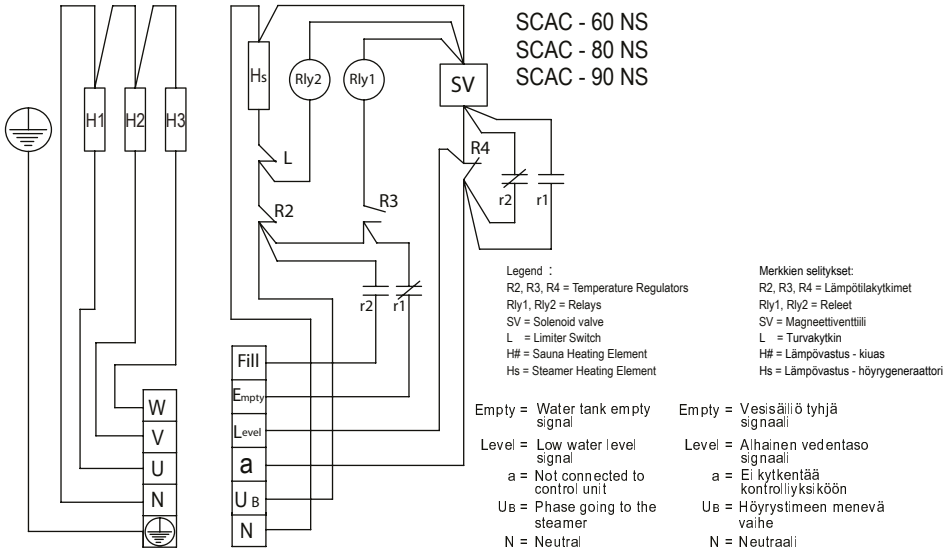 SCAC - 60 NS
SCAC - 80 NS
SCAC - 90 NS
Hs
Rly2
Rly1
SV
H1
H2
H3
L
R4
r2
r1
R2
R3
r2
r1
Legend :
R2, R3, R4 = Temperature Regulators
Rly1, Rly2 = Relays
SV = Solenoid valve
L = Limiter Switch
H# = Sauna Heating Element
Hs = Steamer Heating Element
Merkkien selitykset:
R2, R3, R4 = Lämpötilakytkimet
Rly1, Rly2 = Releet
SV = Magneettiventtiili
L = Turvakytkin
H# = Lämpövastus - kiuas
Hs = Lämpövastus - höyrygeneraattori
Fill
Empty
Level
a
UB
N
W
V
U
N
Empty = Water tank empty
signal
Level = Low water level
signal
a = Not connected to
control unit
UB = Phase going to the
steamer
N = Neutral
Empty = Vesisäiliö tyhjä
signaali
Level = Alhainen vedentaso
signaali
a = Ei kytkentää
kontrolliyksiköön
UB = Höyrystimeen menevä
vaihe
N = Neutraali